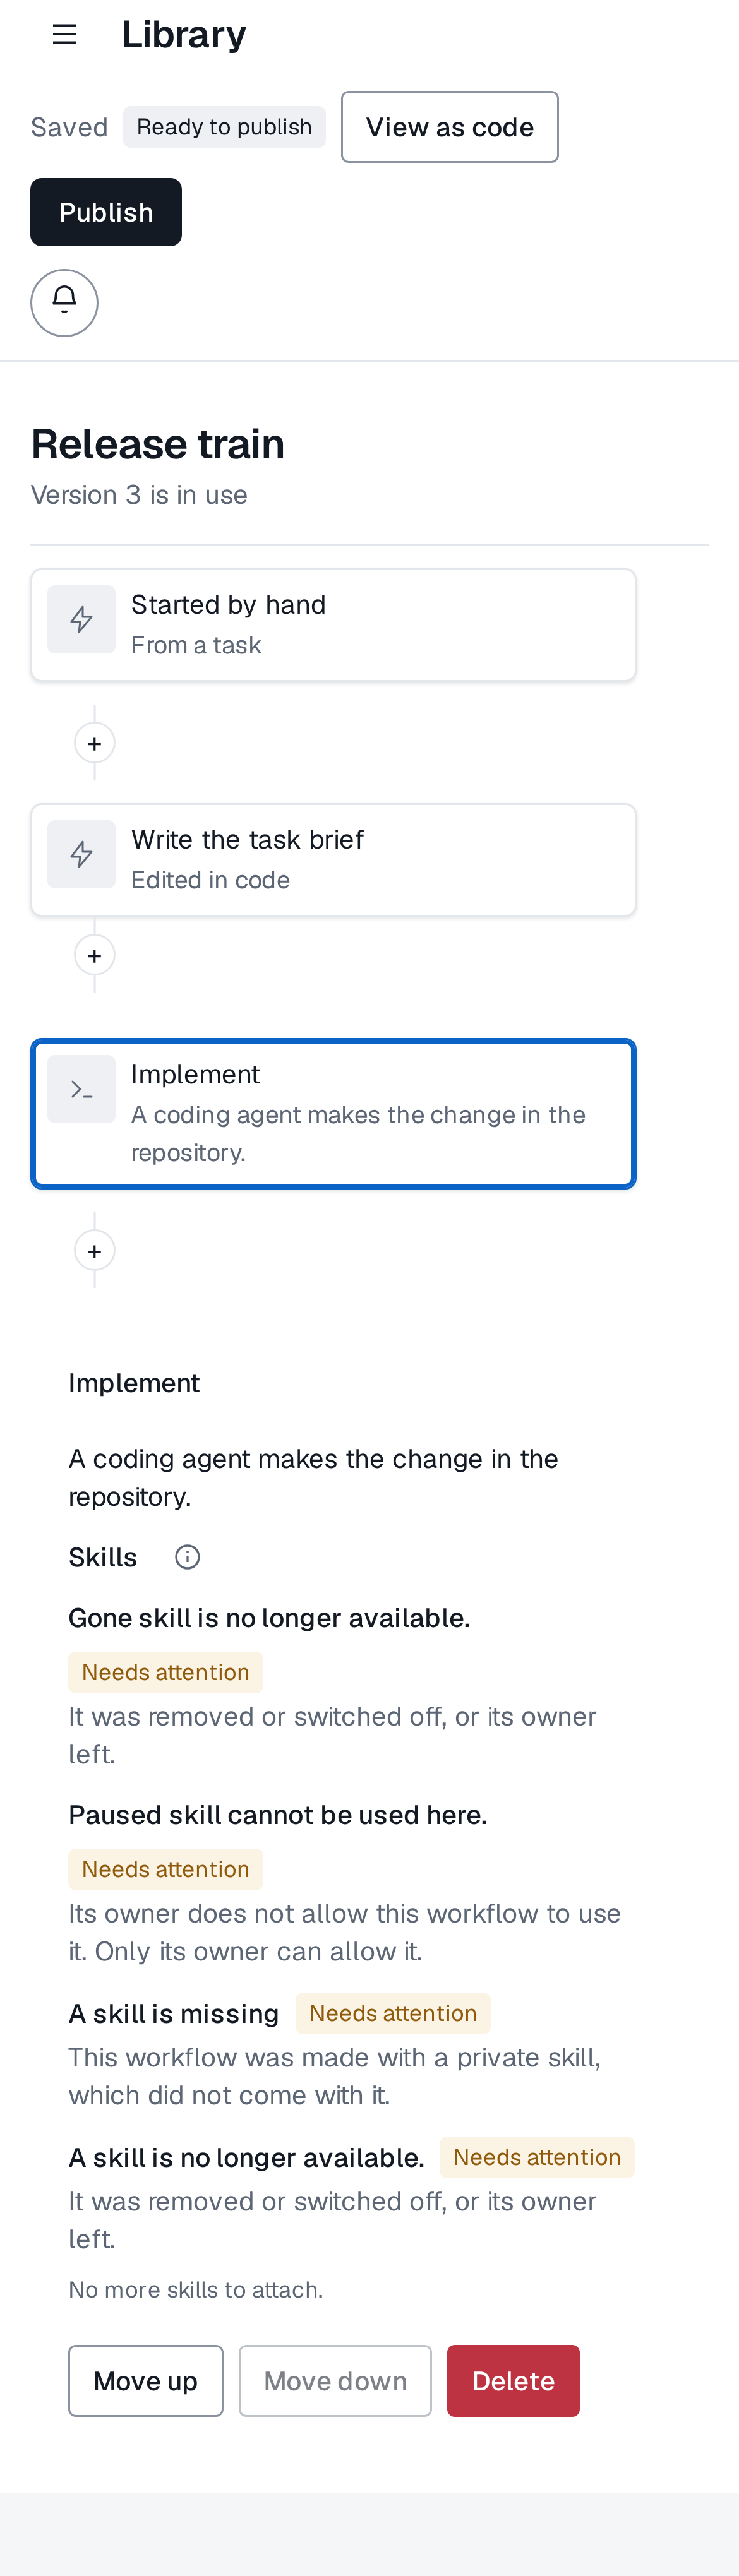 Library
Saved
Ready to publish
View as code
Publish
Release train
Version 3 is in use
Started by hand
From a task
+
Write the task brief
Edited in code
+
Implement
A coding agent makes the change in the
repository.
+
Implement
A coding agent makes the change in the
repository.
Skills
Gone skill is no longer available.
Needs attention
It was removed or switched off, or its owner
left.
Paused skill cannot be used here.
Needs attention
Its owner does not allow this workflow to use
it. Only its owner can allow it.
A skill is missing Needs attention
This workflow was made with a private skill,
which did not come with it.
A skill is no longer available. Needs attention
It was removed or switched off, or its owner
left.
No more skills to attach.
Move up Move down Delete